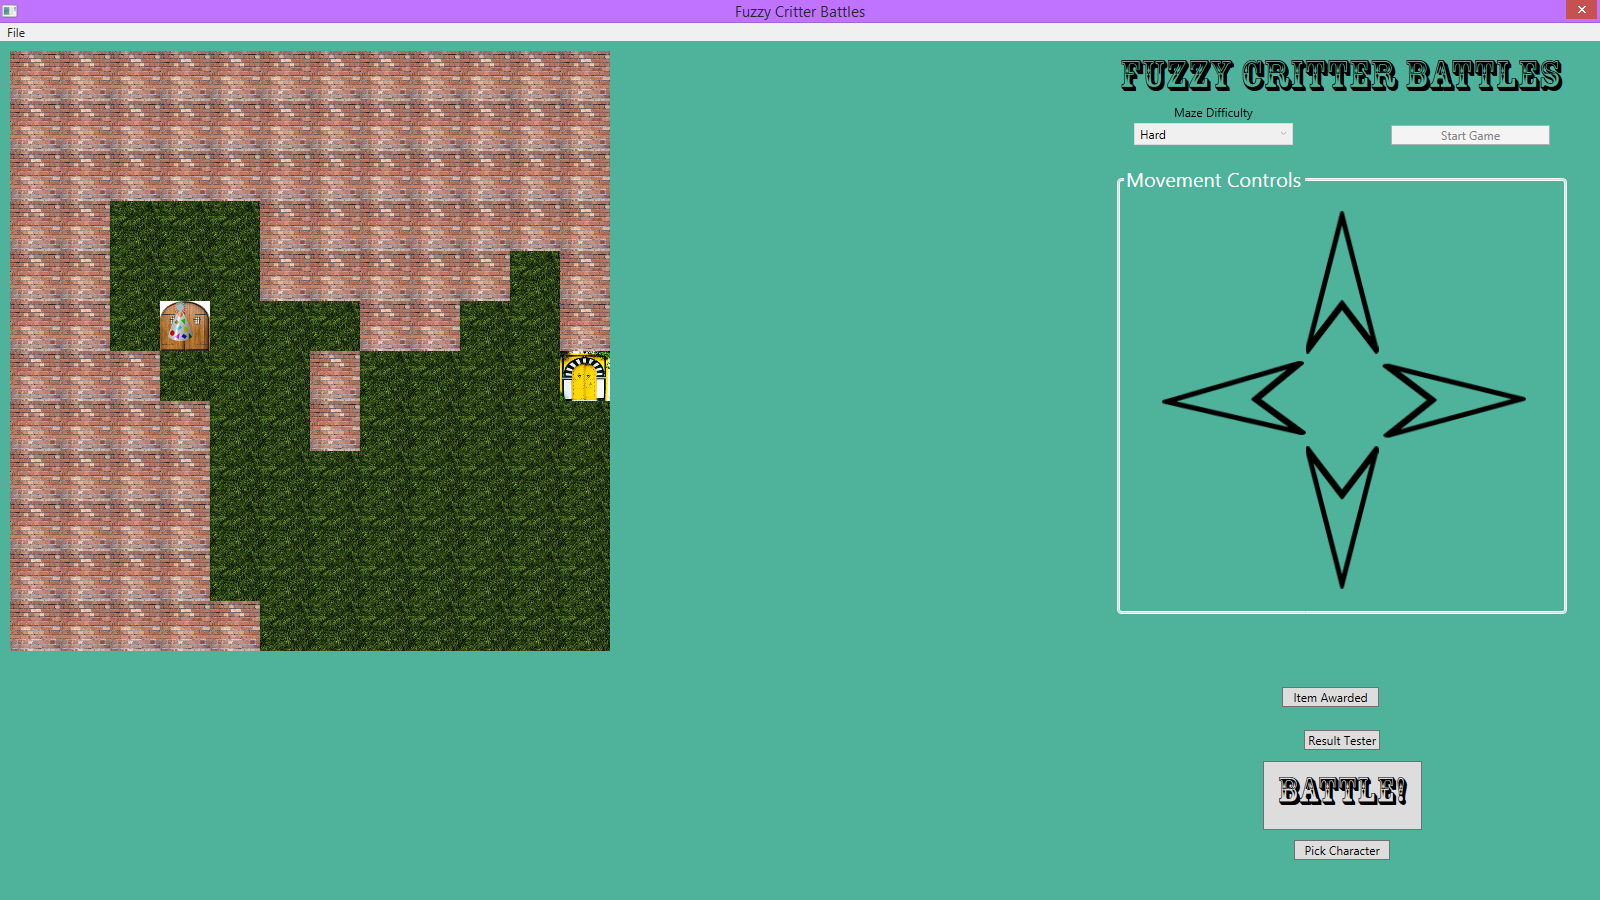 Fuzzy Critter Battles
File
FUZZY CRITTER BATTLES
Maze Difficulty
Hard
Start Game
Movement Controls
Item Awarded
Result Tester
BATTLE!
Pick Character